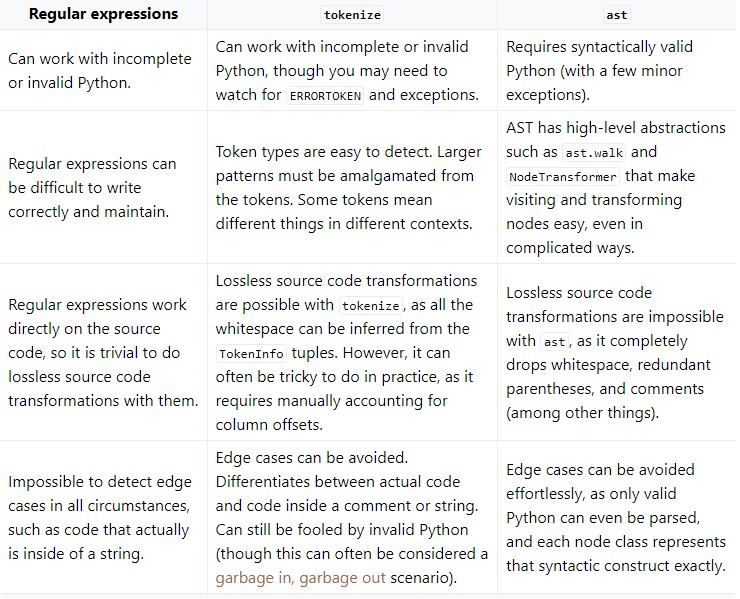 Regular expressions
tokenize
ast
Can work with incomplete
or invalid Python.
Can work with incomplete or invalid
Python, though you may need to
watch for ERRORTOKEN and exceptions.
Requires syntactically valid
Python (with a few minor
exceptions).
Regular expressions can
be difficult to write
correctly and maintain.
Token types are easy to detect. Larger
patterns must be amalgamated from
the tokens. Some tokens mean
different things in different contexts.
AST has high-level abstractions
such as ast.walk and
NodeTransformer that make
visiting and transforming
nodes easy, even in
complicated ways.
Regular expressions work
directly on the source
code, so it is trivial to do
lossless source code
transformations with them.
Lossless source code transformations
are possible with tokenize, as all the
whitespace can be inferred from the
TokenInfo tuples. However, it can
often be tricky to do in practice, as it
requires manually accounting for
column offsets.
Lossless source code
transformations are impossible
with ast, as it completely
drops whitespace, redundant
parentheses, and comments
(among other things).
Impossible to detect edge
cases in all circumstances,
such as code that actually
is inside of a string.
Edge cases can be avoided.
Differentiates between actual code
and code inside a comment or string.
Can still be fooled by invalid Python
(though this can often be considered a
garbage in, garbage out scenario).
Edge cases can be avoided
effortlessly, as only valid
Python can even be parsed,
and each node class represents
that syntactic construct exactly.